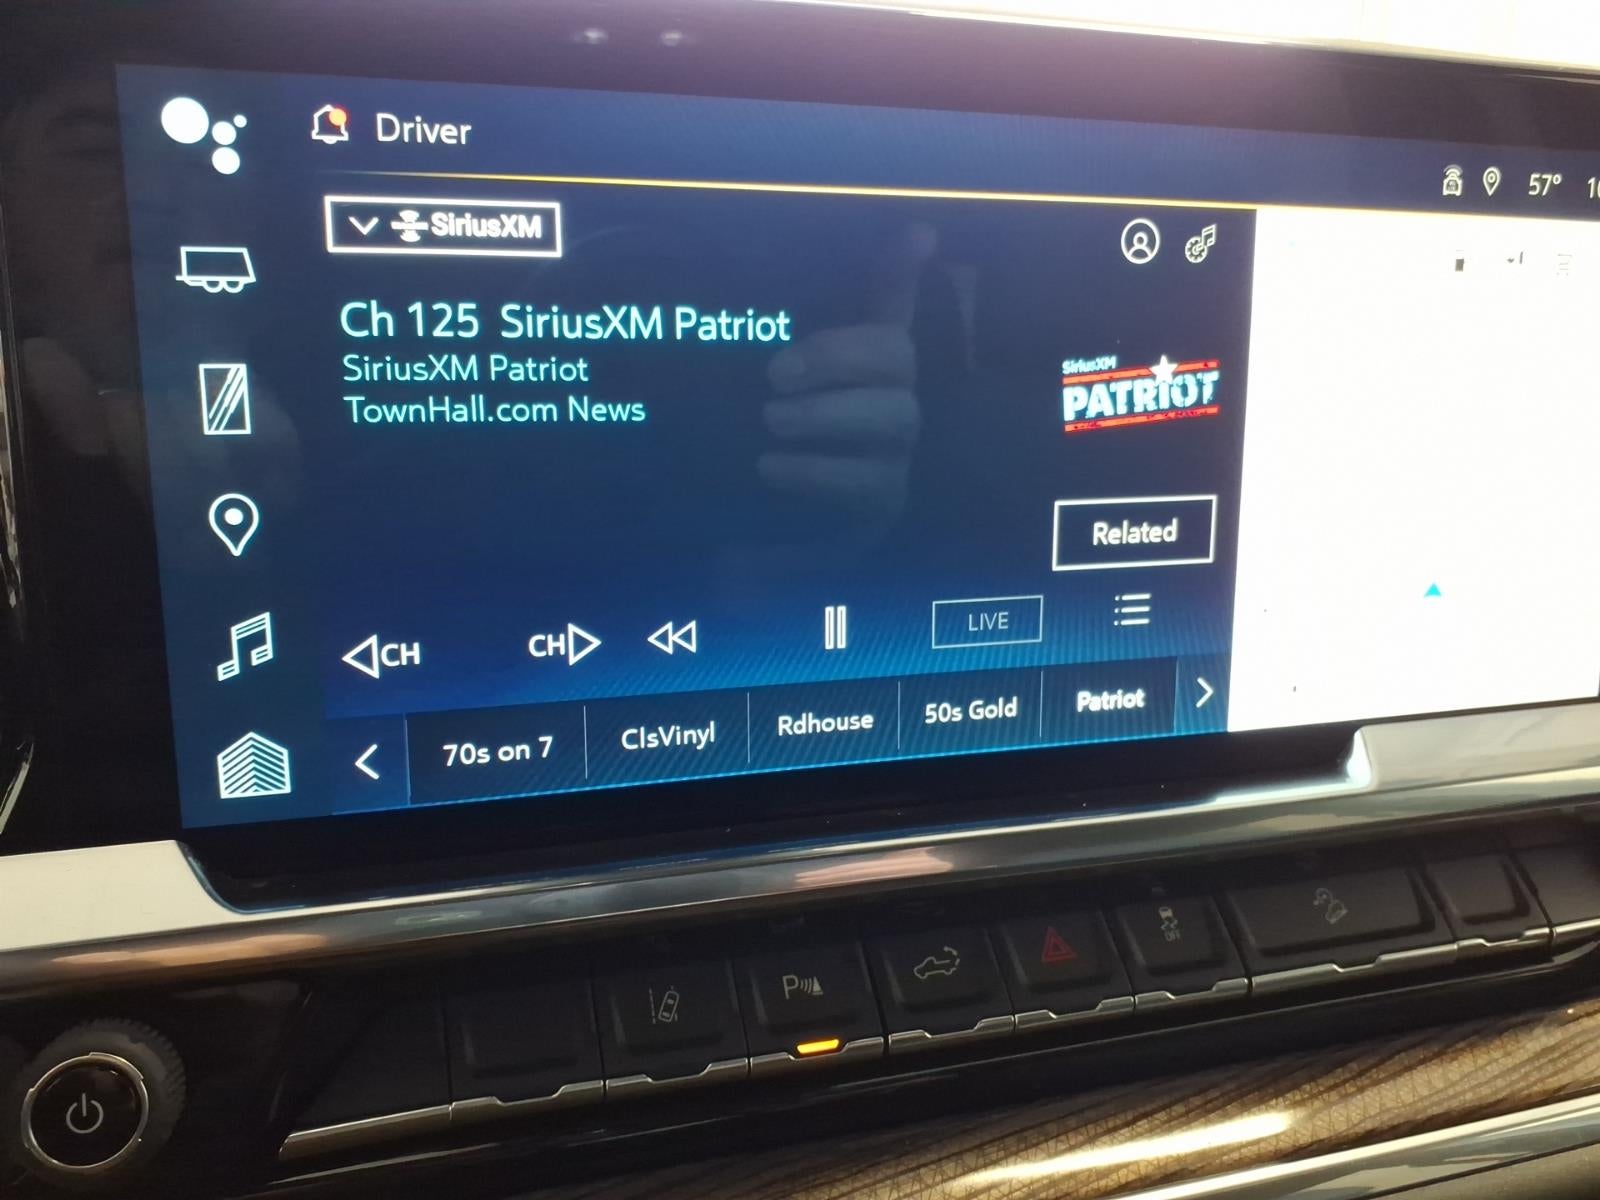 Driver
57°
SiriusXM
Ch 125 SiriusXM Patriot
SiriusXM Patriot
TownHall.com News
SiriusXM
PATRIOT
Related
CH
CH
LIVE
70s on 7
ClsVinyl
Rdhouse
50s Gold
Patriot
P
OFF